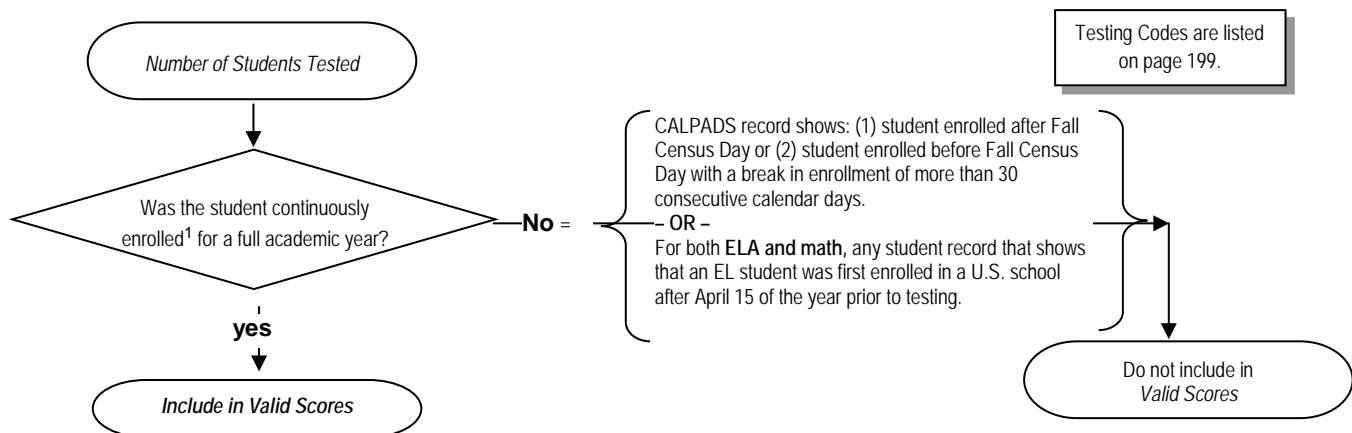 Number of Students Tested
Testing Codes are listed
on page 199.
Was the student continuously
enrolled1 for a full academic year?
No =
CALPADS record shows: (1) student enrolled after Fall
Census Day or (2) student enrolled before Fall Census
Day with a break in enrollment of more than 30
consecutive calendar days.
– OR –
For both ELA and math, any student record that shows
that an EL student was first enrolled in a U.S. school
after April 15 of the year prior to testing.
yes
Include in Valid Scores
Do not include in
Valid Scores